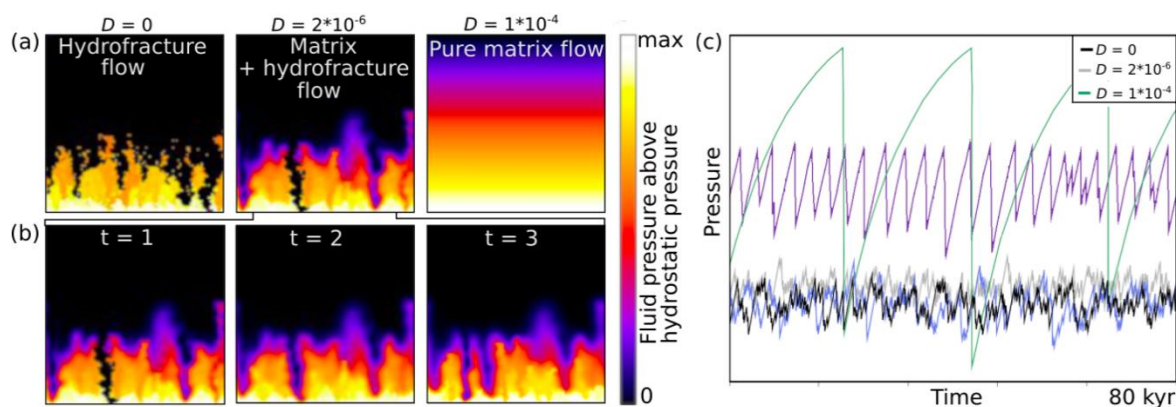 D = 0
D = 2*10⁻⁶
D = 1*10⁻⁴
(a)
Hydrofracture
flow
Matrix
+ hydrofracture
flow
Pure matrix flow
(b)
t = 1
t = 2
t = 3
max
Fluid pressure above
hydrostatic pressure
0
(c)
D = 0
D = 2*10⁻⁶
D = 1*10⁻⁴
Pressure
Time
80 kyr